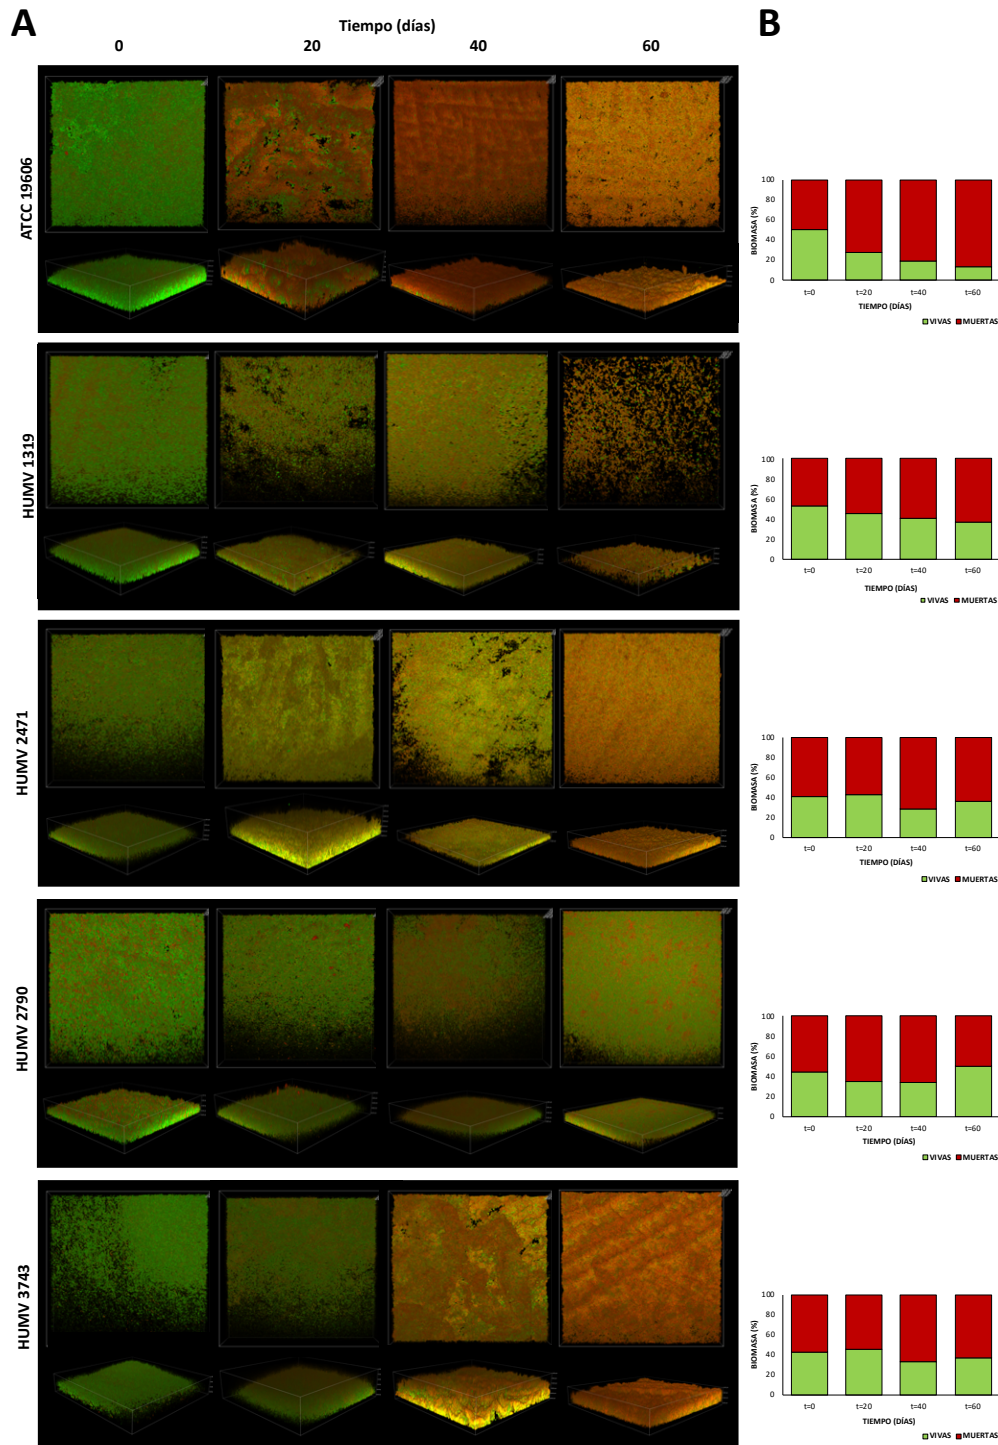 A
B
Tiempo (días)
0 20 40 60
ATCC 19606
100
80
60
40
20
0
BIOMASA (%)
t=0 t=20 t=40 t=60
TIEMPO (DÍAS)
VIVAS MUERTAS
HUMV 1319
100
80
60
40
20
0
BIOMASA (%)
t=0 t=20 t=40 t=60
TIEMPO (DÍAS)
VIVAS MUERTAS
HUMV 2471
100
80
60
40
20
0
BIOMASA (%)
t=0 t=20 t=40 t=60
TIEMPO (DÍAS)
VIVAS MUERTAS
HUMV 2790
100
80
60
40
20
0
BIOMASA (%)
t=0 t=20 t=40 t=60
TIEMPO (DÍAS)
VIVAS MUERTAS
HUMV 3743
100
80
60
40
20
0
BIOMASA (%)
t=0 t=20 t=40 t=60
TIEMPO (DÍAS)
VIVAS MUERTAS